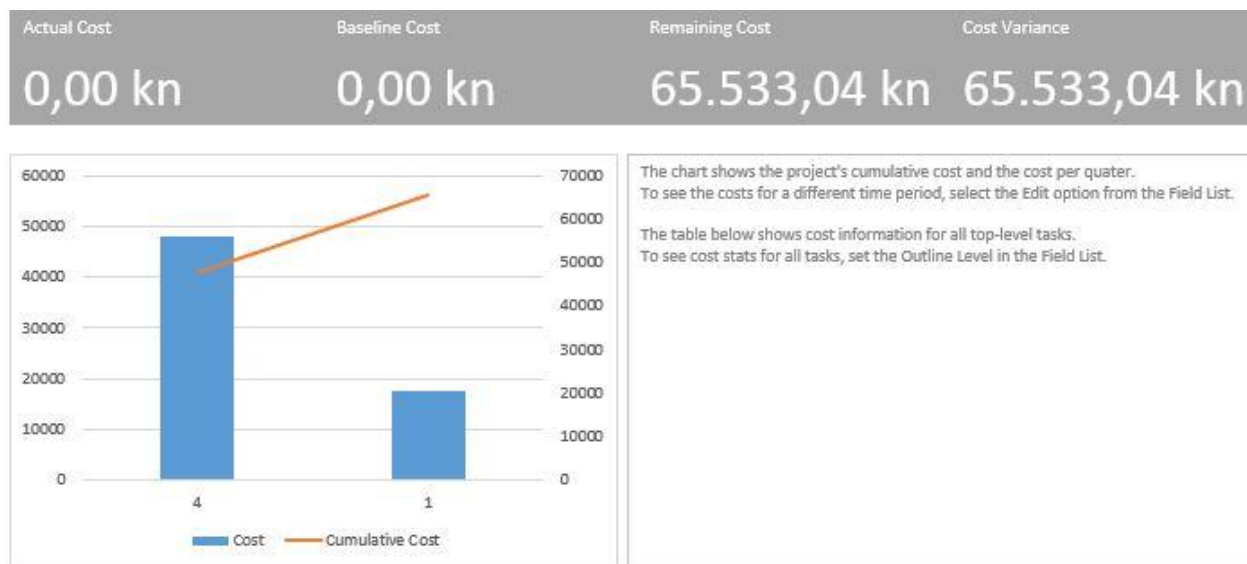 Actual Cost Baseline Cost Remaining Cost Cost Variance
0,00 kn 0,00 kn 65.533,04 kn 65.533,04 kn
60000 70000
50000 60000
40000 50000
30000 40000
20000 30000
10000 20000
0 10000
0
4 1
Cost Cumulative Cost
The chart shows the project's cumulative cost and the cost per quater.
To see the costs for a different time period, select the Edit option from the Field List.
The table below shows cost information for all top-level tasks.
To see cost stats for all tasks, set the Outline Level in the Field List.